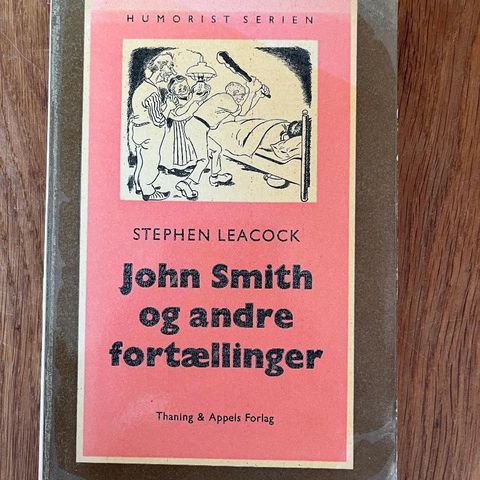 HUMORIST SERIEN
STEPHEN LEACOCK
John Smith
og andre
fortællinger
Thaning & Appels Forlag